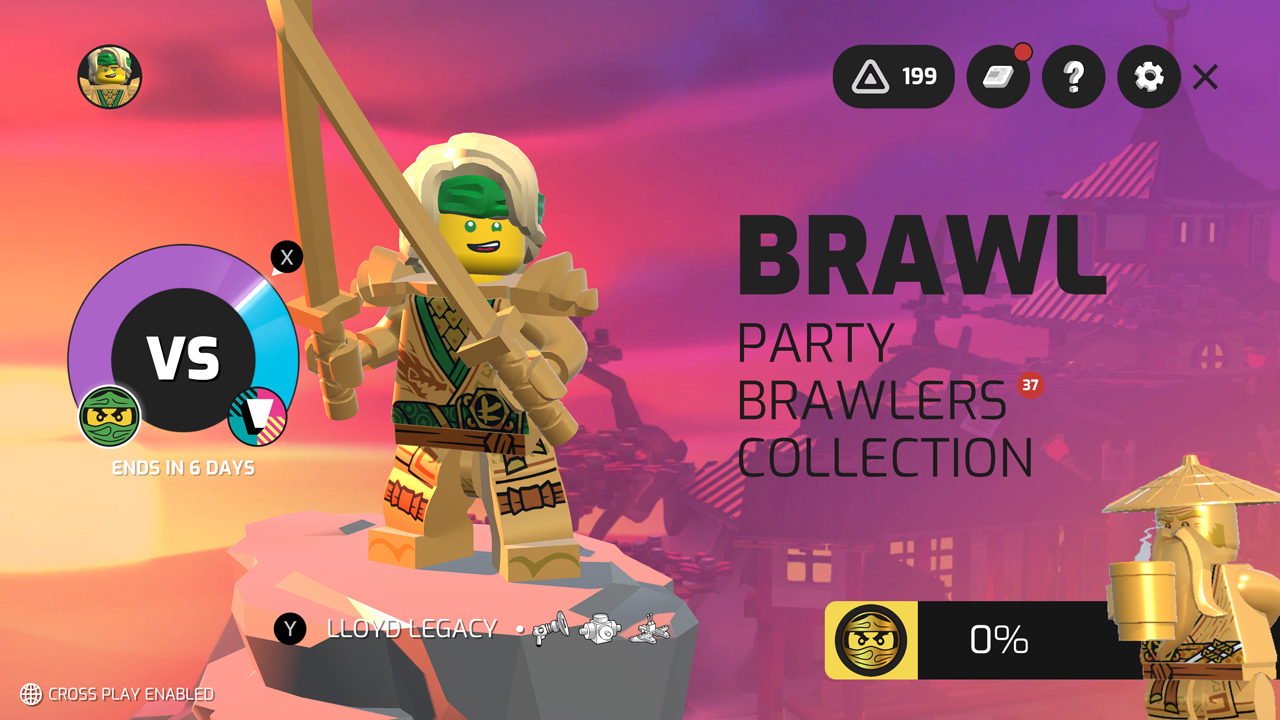 199
X
VS
ENDS IN 6 DAYS
BRAWL
PARTY
BRAWLERS 37
COLLECTION
Y LLOYD LEGACY
0%
CROSS PLAY ENABLED